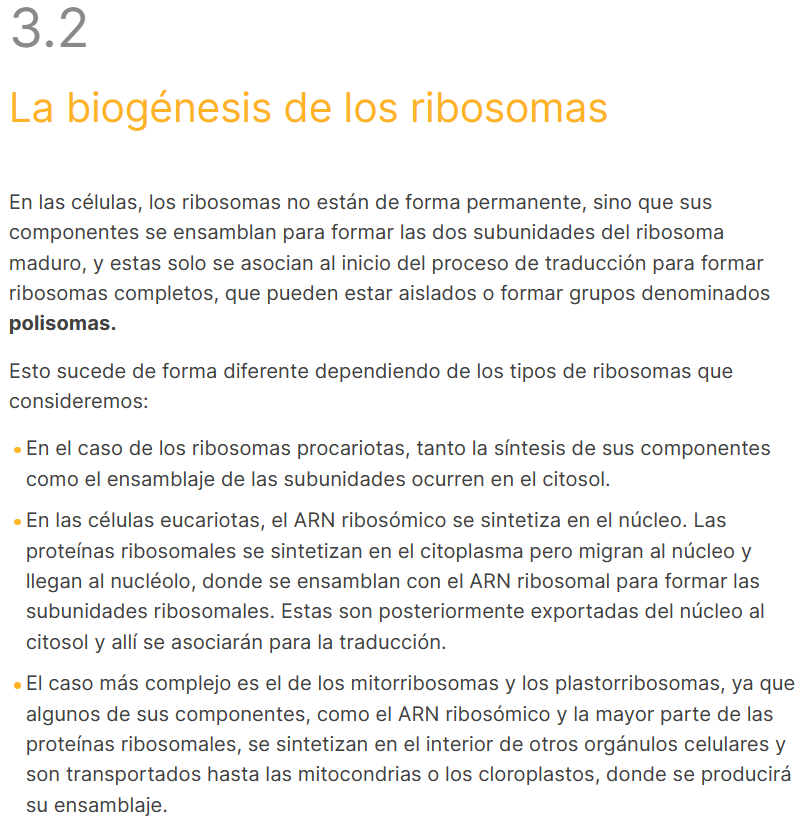 3.2
La biogénesis de los ribosomas
En las células, los ribosomas no están de forma permanente, sino que sus
componentes se ensamblan para formar las dos subunidades del ribosoma
maduro, y estas solo se asocian al inicio del proceso de traducción para formar
ribosomas completos, que pueden estar aislados o formar grupos denominados
polisomas.
Esto sucede de forma diferente dependiendo de los tipos de ribosomas que
consideremos:
• En el caso de los ribosomas procariotas, tanto la síntesis de sus componentes
como el ensamblaje de las subunidades ocurren en el citosol.
• En las células eucariotas, el ARN ribosómico se sintetiza en el núcleo. Las
proteínas ribosomales se sintetizan en el citoplasma pero migran al núcleo y
llegan al nucléolo, donde se ensamblan con el ARN ribosomal para formar las
subunidades ribosomales. Estas son posteriormente exportadas del núcleo al
citosol y allí se asociarán para la traducción.
• El caso más complejo es el de los mitorribosomas y los plastorribosomas, ya que
algunos de sus componentes, como el ARN ribosómico y la mayor parte de las
proteínas ribosomales, se sintetizan en el interior de otros orgánulos celulares y
son transportados hasta las mitocondrias o los cloroplastos, donde se producirá
su ensamblaje.